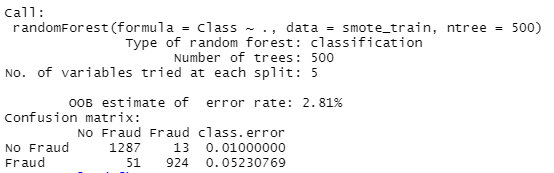 Call:
randomForest(formula = Class ~ ., data = smote_train, ntree = 500)
Type of random forest: classification
Number of trees: 500
No. of variables tried at each split: 5
OOB estimate of error rate: 2.81%
Confusion matrix:
No Fraud Fraud class.error
No Fraud 1287 13 0.01000000
Fraud 51 924 0.05230769